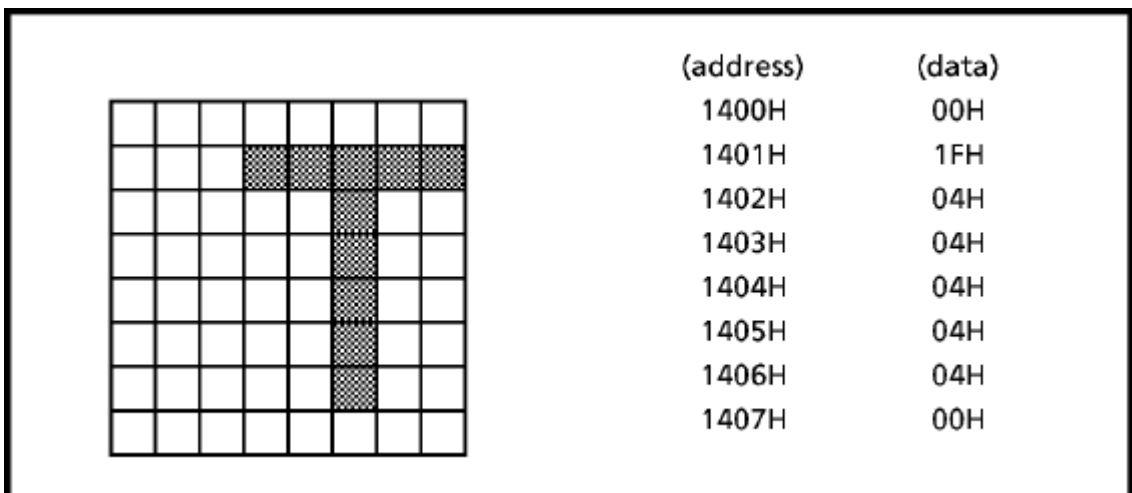 (address) (data)
1400H 00H
1401H 1FH
1402H 04H
1403H 04H
1404H 04H
1405H 04H
1406H 04H
1407H 00H